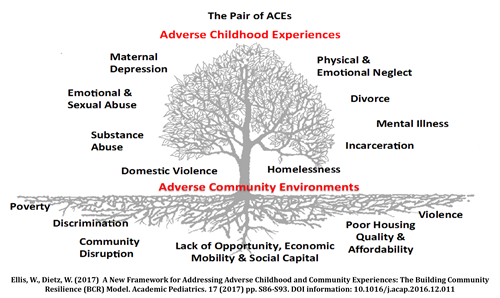 The Pair of ACEs
Adverse Childhood Experiences
Maternal
Depression
Physical &
Emotional Neglect
Emotional &
Sexual Abuse
Divorce
Mental Illness
Substance
Abuse
Incarceration
Domestic Violence
Homelessness
Adverse Community Environments
Poverty
Violence
Discrimination
Poor Housing
Quality &
Affordability
Community
Disruption
Lack of Opportunity, Economic
Mobility & Social Capital
Ellis, W., Dietz, W. (2017) A New Framework for Addressing Adverse Childhood and Community Experiences: The Building Community
Resilience (BCR) Model. Academic Pediatrics. 17 (2017) pp. S86-S93. DOI information: 10.1016/j.acap.2016.12.011